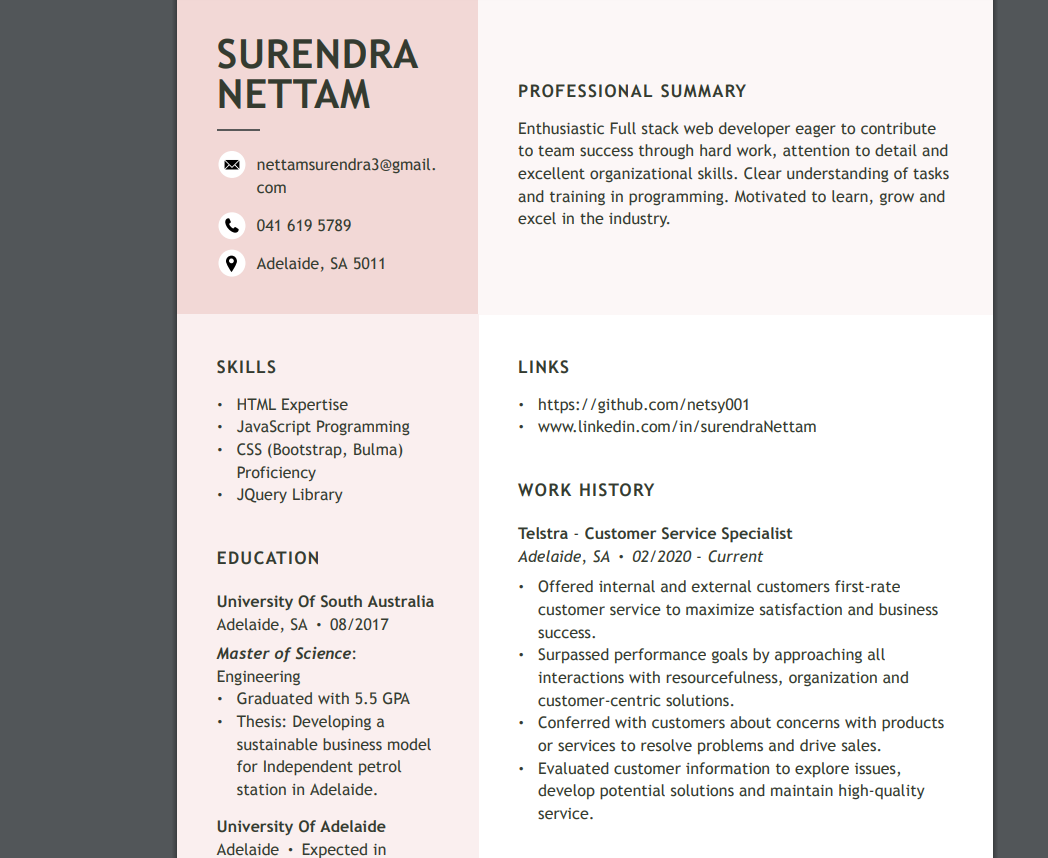 SURENDRA
NETTAM
nettamsurendra3@gmail.
com
041 619 5789
Adelaide, SA 5011
PROFESSIONAL SUMMARY
Enthusiastic Full stack web developer eager to contribute
to team success through hard work, attention to detail and
excellent organizational skills. Clear understanding of tasks
and training in programming. Motivated to learn, grow and
excel in the industry.
SKILLS
• HTML Expertise
• JavaScript Programming
• CSS (Bootstrap, Bulma)
Proficiency
• JQuery Library
EDUCATION
University Of South Australia
Adelaide, SA • 08/2017
Master of Science:
Engineering
• Graduated with 5.5 GPA
• Thesis: Developing a
sustainable business model
for Independent petrol
station in Adelaide.
University Of Adelaide
Adelaide • Expected in
LINKS
• https://github.com/netsy001
• www.linkedin.com/in/surendraNettam
WORK HISTORY
Telstra - Customer Service Specialist
Adelaide, SA • 02/2020 - Current
• Offered internal and external customers first-rate
customer service to maximize satisfaction and business
success.
• Surpassed performance goals by approaching all
interactions with resourcefulness, organization and
customer-centric solutions.
• Conferred with customers about concerns with products
or services to resolve problems and drive sales.
• Evaluated customer information to explore issues,
develop potential solutions and maintain high-quality
service.